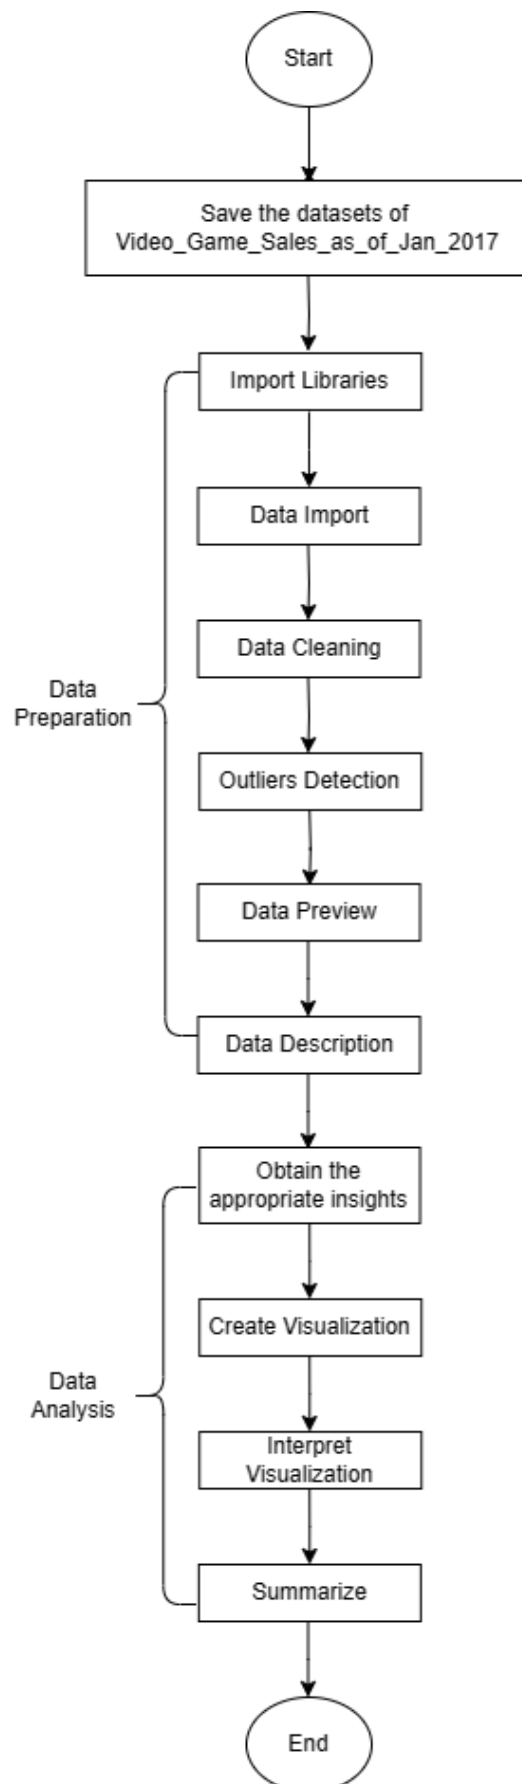 Start
Save the datasets of
Video_Game_Sales_as_of_Jan_2017
Import Libraries
Data Import
Data Cleaning
Data
Preparation
Outliers Detection
Data Preview
Data Description
Obtain the
appropriate insights
Create Visualization
Data
Analysis
Interpret
Visualization
Summarize
End